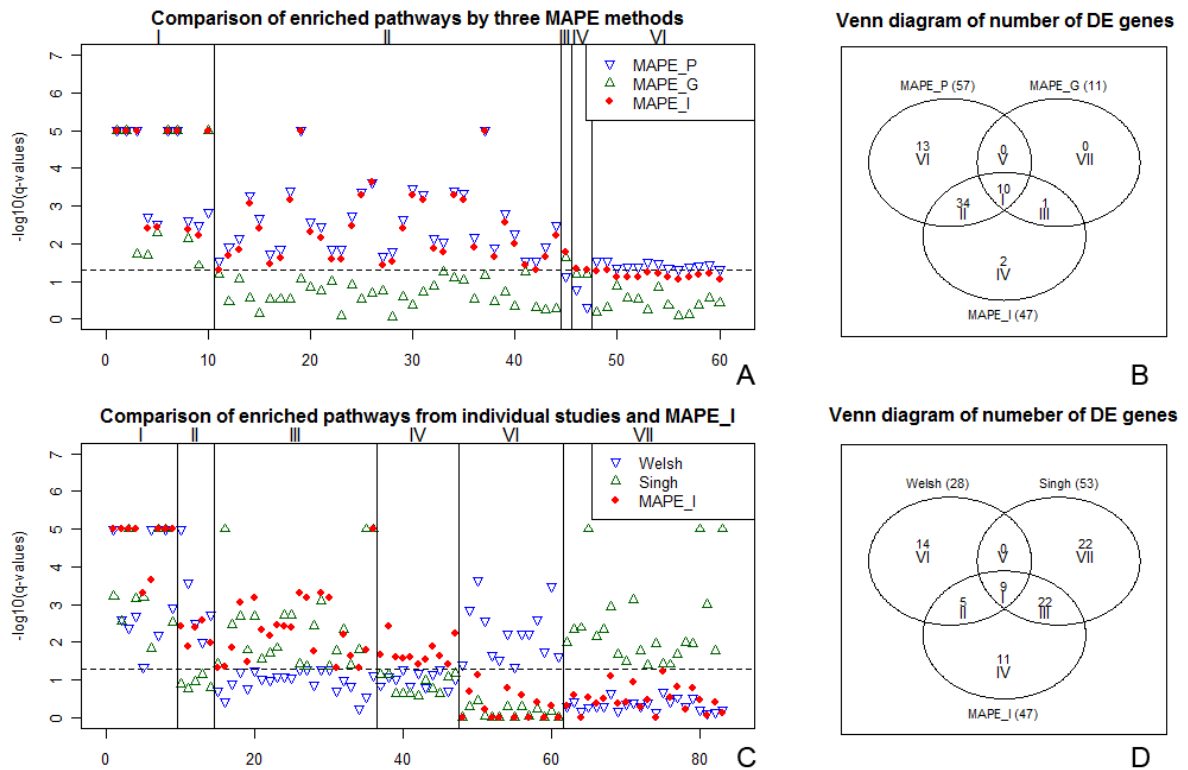 Comparison of enriched pathways by three MAPE methods
I II III IV VI
MAPE_P
MAPE_G
MAPE_I
-log10(q-values)
7
6
5
4
3
2
1
0
0 10 20 30 40 50 60
A
Venn diagram of number of DE genes
MAPE_P (57) MAPE_G (11)
13 0 0
VI V VII
10
I
34 1
II III
2
IV
MAPE_I (47)
B
Comparison of enriched pathways from individual studies and MAPE_I
I II III IV VI VII
Welsh
Singh
MAPE_I
-log10(q-values)
7
6
5
4
3
2
1
0
0 20 40 60 80
C
Venn diagram of numeber of DE genes
Welsh (28) Singh (53)
14 0 22
VI V VII
9
I
5 22
II III
11
IV
MAPE_I (47)
D